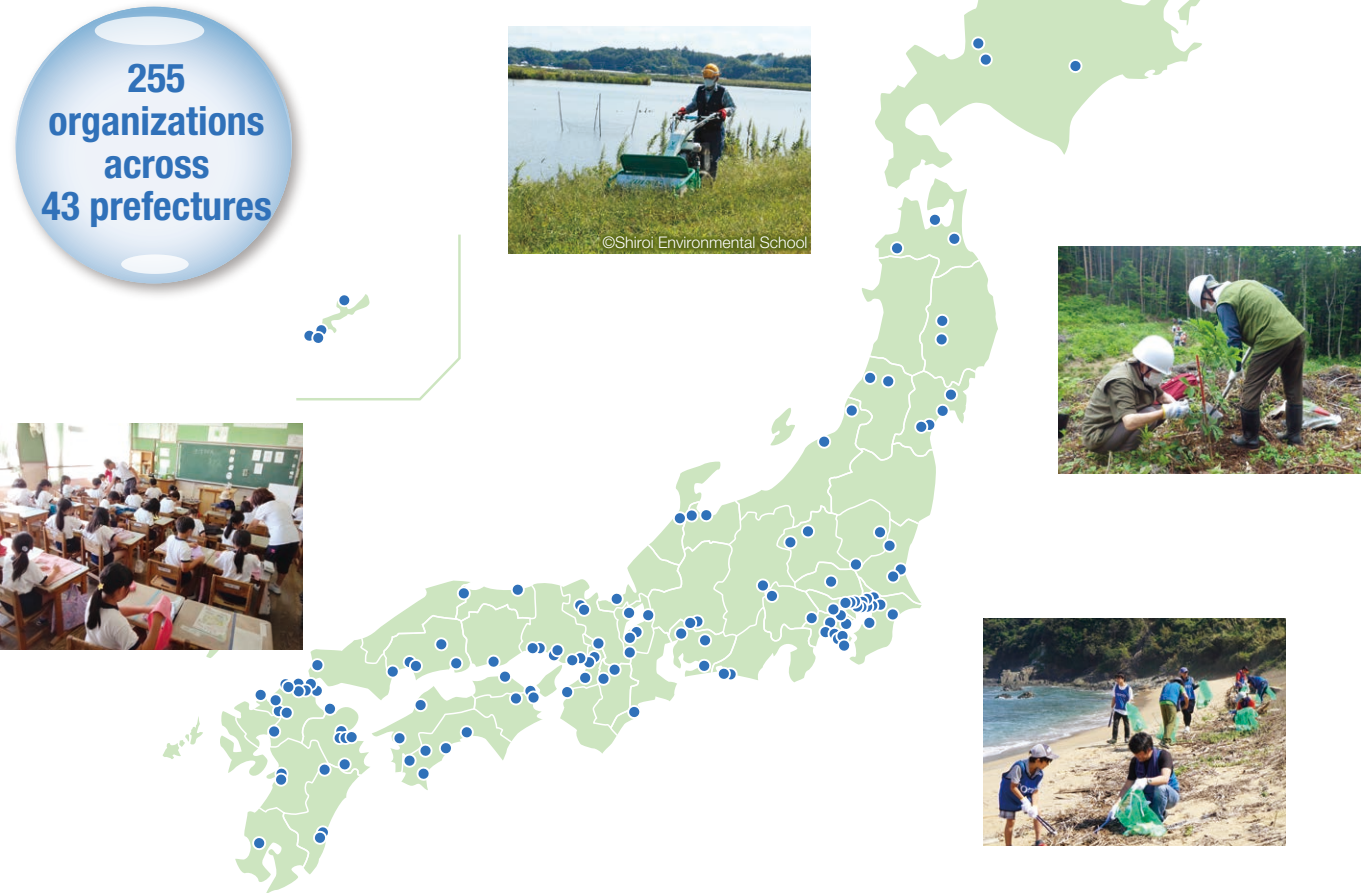 255
organizations
across
43 prefectures
©Shiroi Environmental School